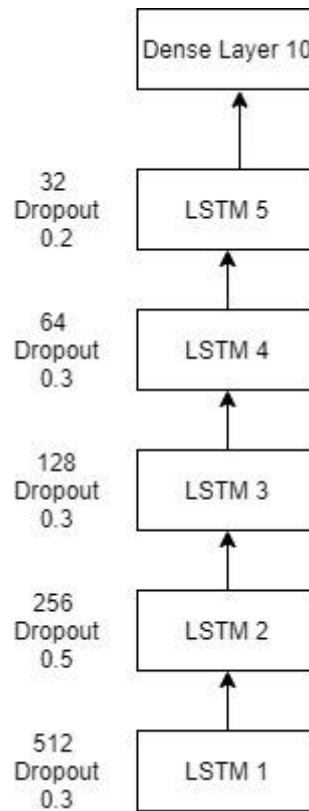 Dense Layer 10
32
Dropout
0.2
LSTM 5
64
Dropout
0.3
LSTM 4
128
Dropout
0.3
LSTM 3
256
Dropout
0.5
LSTM 2
512
Dropout
0.3
LSTM 1